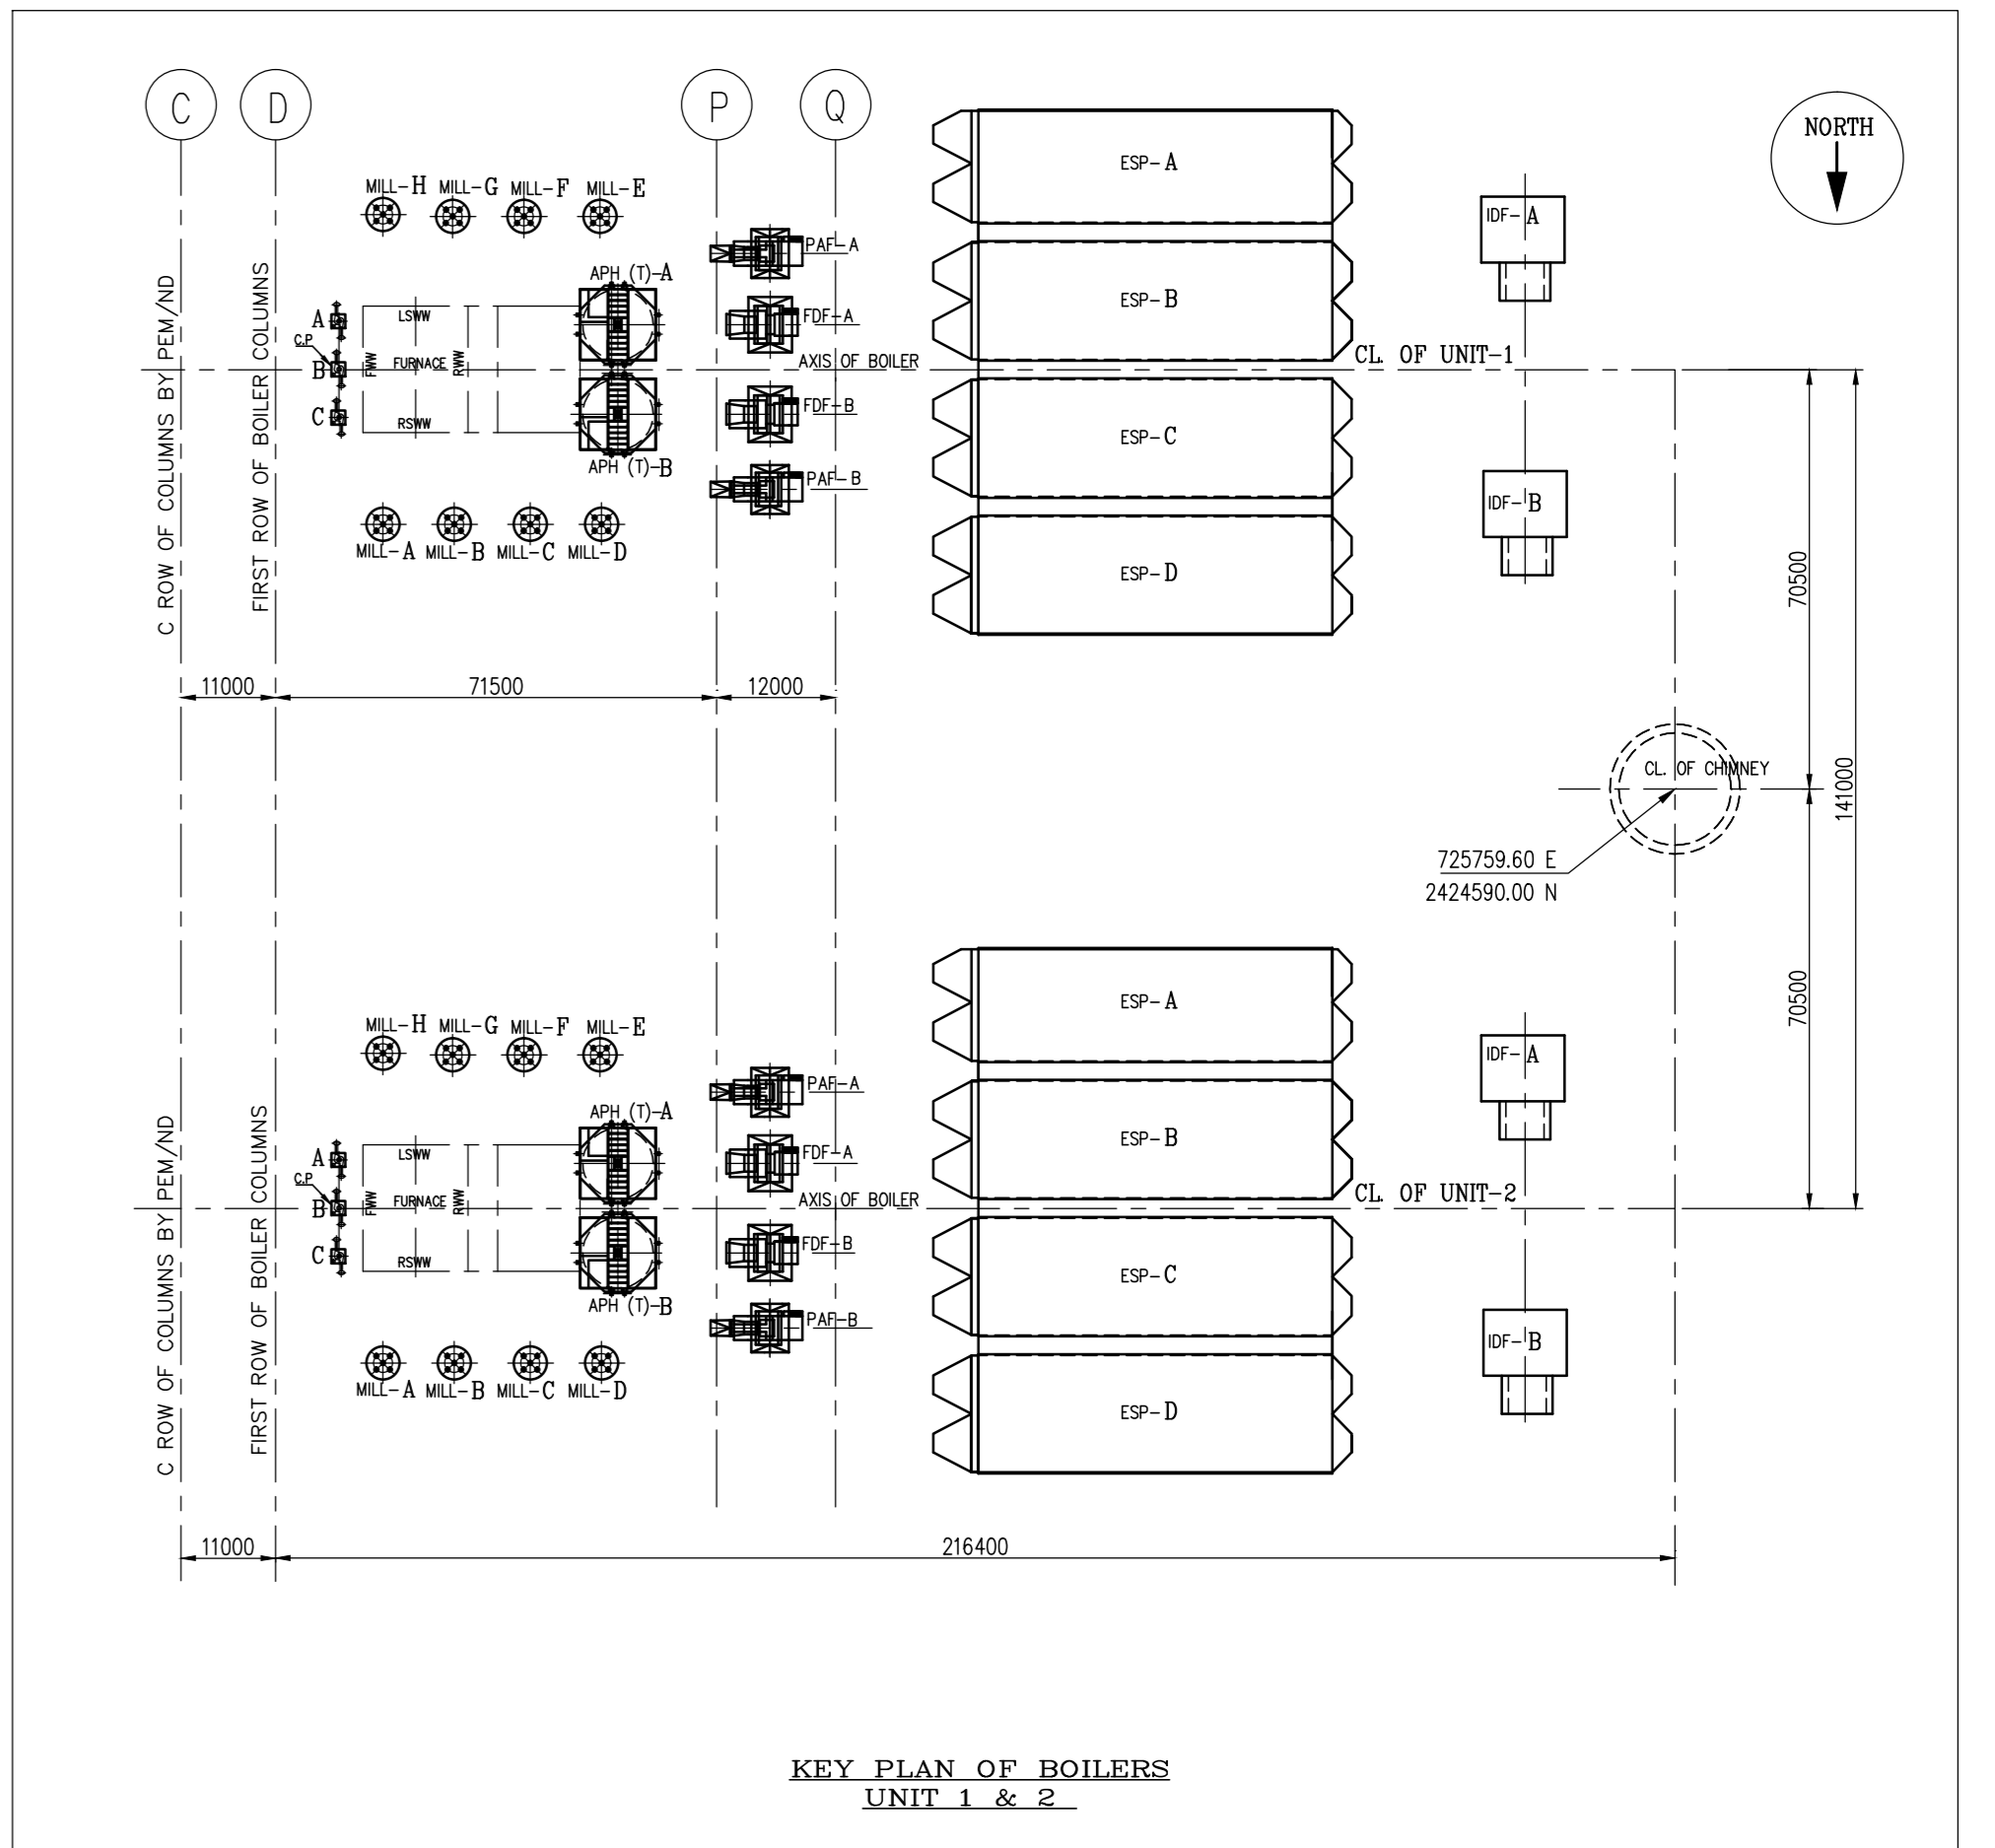 C D P Q
NORTH
MILL-H MILL-G MILL-F MILL-E
ESP-A
IDF-A
PAF-A
APH (T)-A
ESP-B
FDF-A
A
LSWW
C.P
FWW
FURNACE
RWW
B
AXIS OF BOILER
CL. OF UNIT-1
C
RSWW
FDF-B
ESP-C
APH (T)-B
PAF-B
IDF-B
MILL-A MILL-B MILL-C MILL-D
ESP-D
C ROW OF COLUMNS BY PEM/ND
FIRST ROW OF BOILER COLUMNS
70500
11000
71500
12000
CL. OF CHIMNEY
141000
725759.60 E
2424590.00 N
70500
MILL-H MILL-G MILL-F MILL-E
ESP-A
IDF-A
PAF-A
APH (T)-A
ESP-B
FDF-A
A
LSWW
C.P
FWW
FURNACE
RWW
B
AXIS OF BOILER
CL. OF UNIT-2
C
RSWW
FDF-B
ESP-C
APH (T)-B
PAF-B
IDF-B
MILL-A MILL-B MILL-C MILL-D
ESP-D
C ROW OF COLUMNS BY PEM/ND
FIRST ROW OF BOILER COLUMNS
11000
216400
KEY PLAN OF BOILERS
UNIT 1 & 2